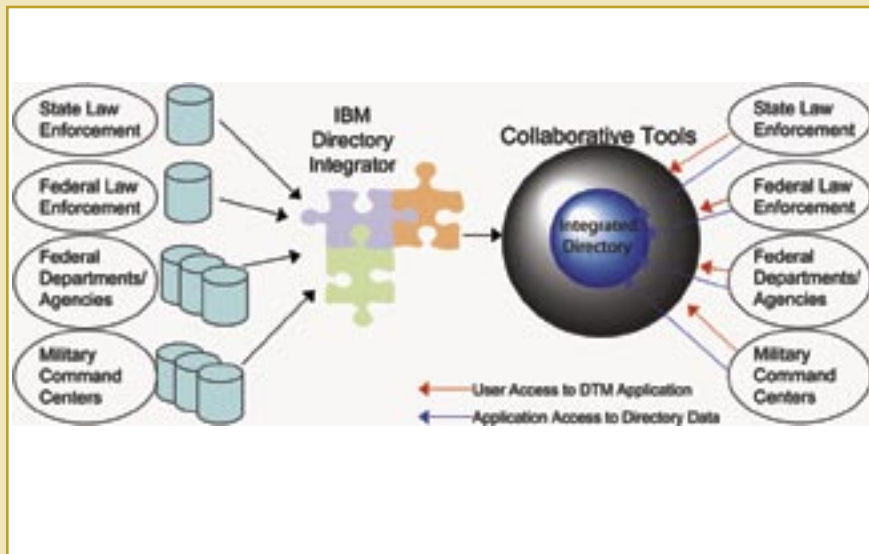 State Law
Enforcement
Federal Law
Enforcement
Federal
Departments/
Agencies
Military
Command
Centers
IBM
Directory
Integrator
Collaborative Tools
Integrated
Directory
State Law
Enforcement
Federal Law
Enforcement
Federal
Departments/
Agencies
Military
Command
Centers
User Access to DTM Application
Application Access to Directory Data